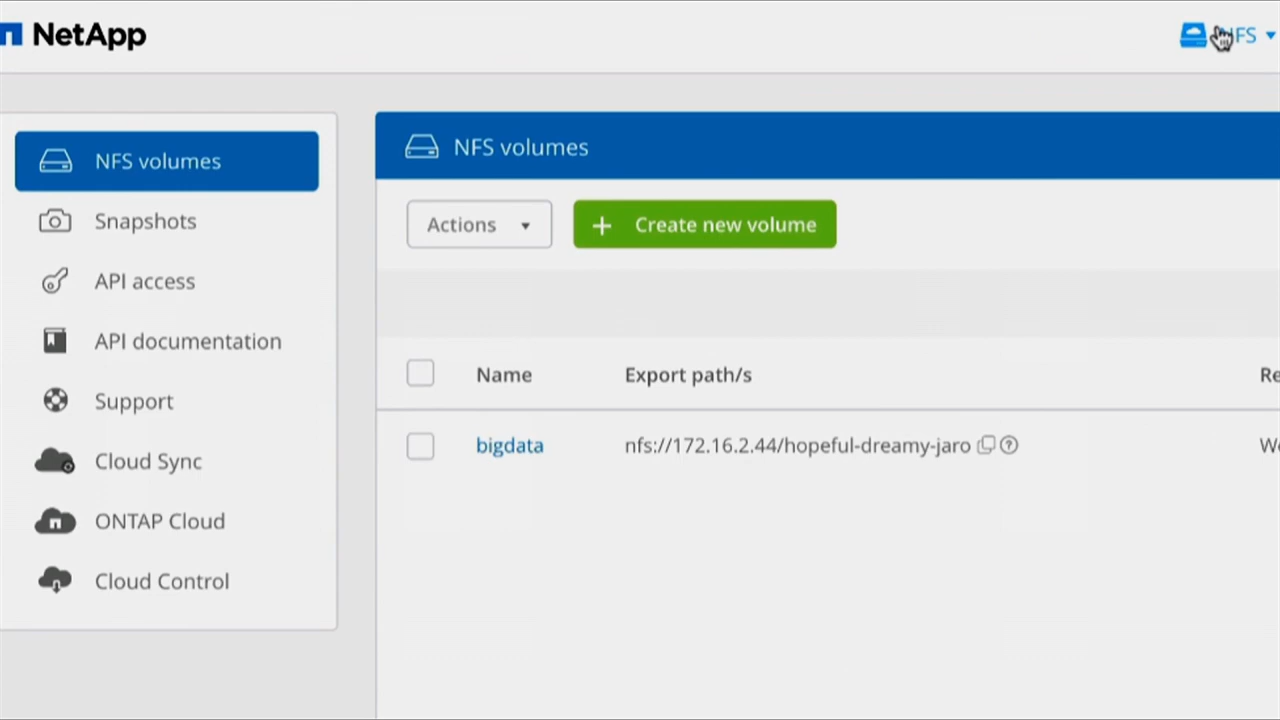 NetApp
NFS volumes
Snapshots
API access
API documentation
Support
Cloud Sync
ONTAP Cloud
Cloud Control
NFS volumes
Actions
Create new volume
Name
Export path/s
bigdata
nfs://172.16.2.44/hopeful-dreamy-jaro